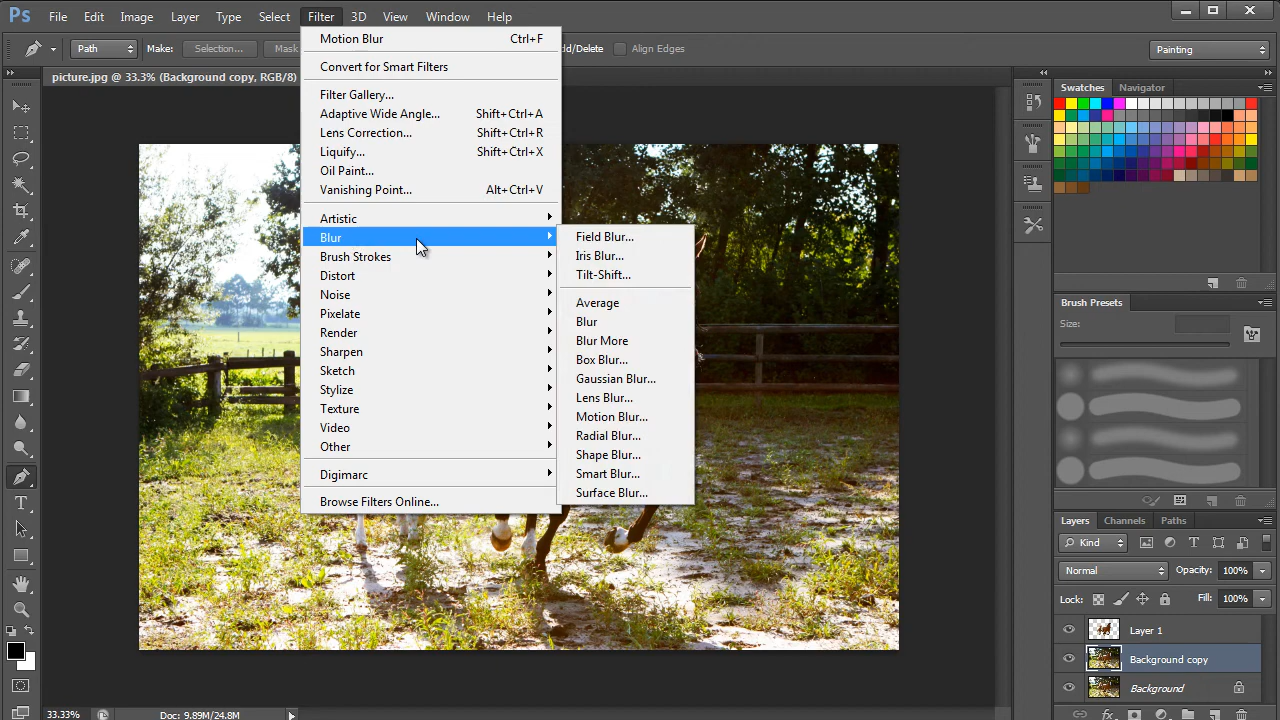 Ps File Edit Image Layer Type Select Filter 3D View Window Help
Path Make: Selection... Mask Add/Delete Align Edges Painting
picture.jpg @ 33.3% (Background copy, RGB/8)
Motion Blur Ctrl+F
Convert for Smart Filters
Filter Gallery...
Adaptive Wide Angle... Shift+Ctrl+A
Lens Correction... Shift+Ctrl+R
Liquify... Shift+Ctrl+X
Oil Paint...
Vanishing Point... Alt+Ctrl+V
Artistic
Blur
Brush Strokes
Distort
Noise
Pixelate
Render
Sharpen
Sketch
Stylize
Texture
Video
Other
Digimarc
Browse Filters Online...
Field Blur...
Iris Blur...
Tilt-Shift...
Average
Blur
Blur More
Box Blur...
Gaussian Blur...
Lens Blur...
Motion Blur...
Radial Blur...
Shape Blur...
Smart Blur...
Surface Blur...
Swatches Navigator
Brush Presets
Size:
Layers Channels Paths
Kind
Normal Opacity: 100%
Lock: Fill: 100%
Layer 1
Background copy
Background
33.33% Doc: 9.89M/24.8M